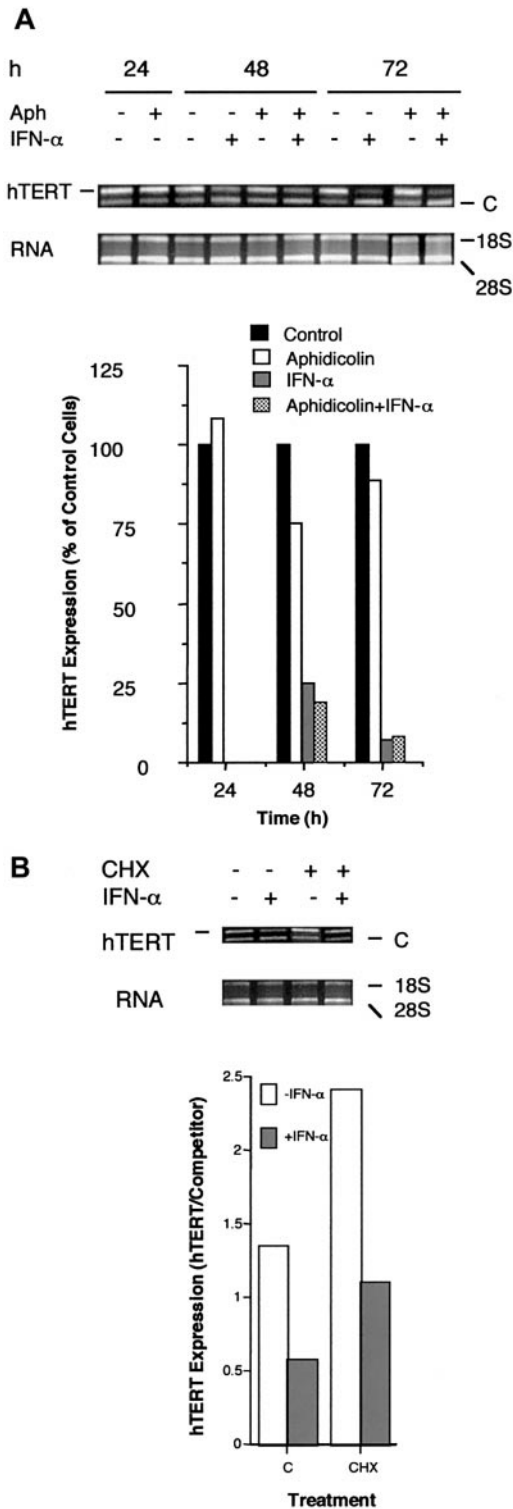 A
h 24 48 72
Aph - + - - + + - - + +
IFN-α - - - + - + - + - +
hTERT – – C
RNA –18S
28S
Control
Aphidicolin
IFN-α
Aphidicolin+IFN-α
125
100
75
50
25
0
hTERT Expression (% of Control Cells)
24 48 72
Time (h)
B
CHX - - + +
IFN-α - + - +
hTERT – – C
RNA – 18S
28S
2.5
2
1.5
1
0.5
0
-IFN-α
+IFN-α
hTERT Expression (hTERT/Competitor)
C CHX
Treatment